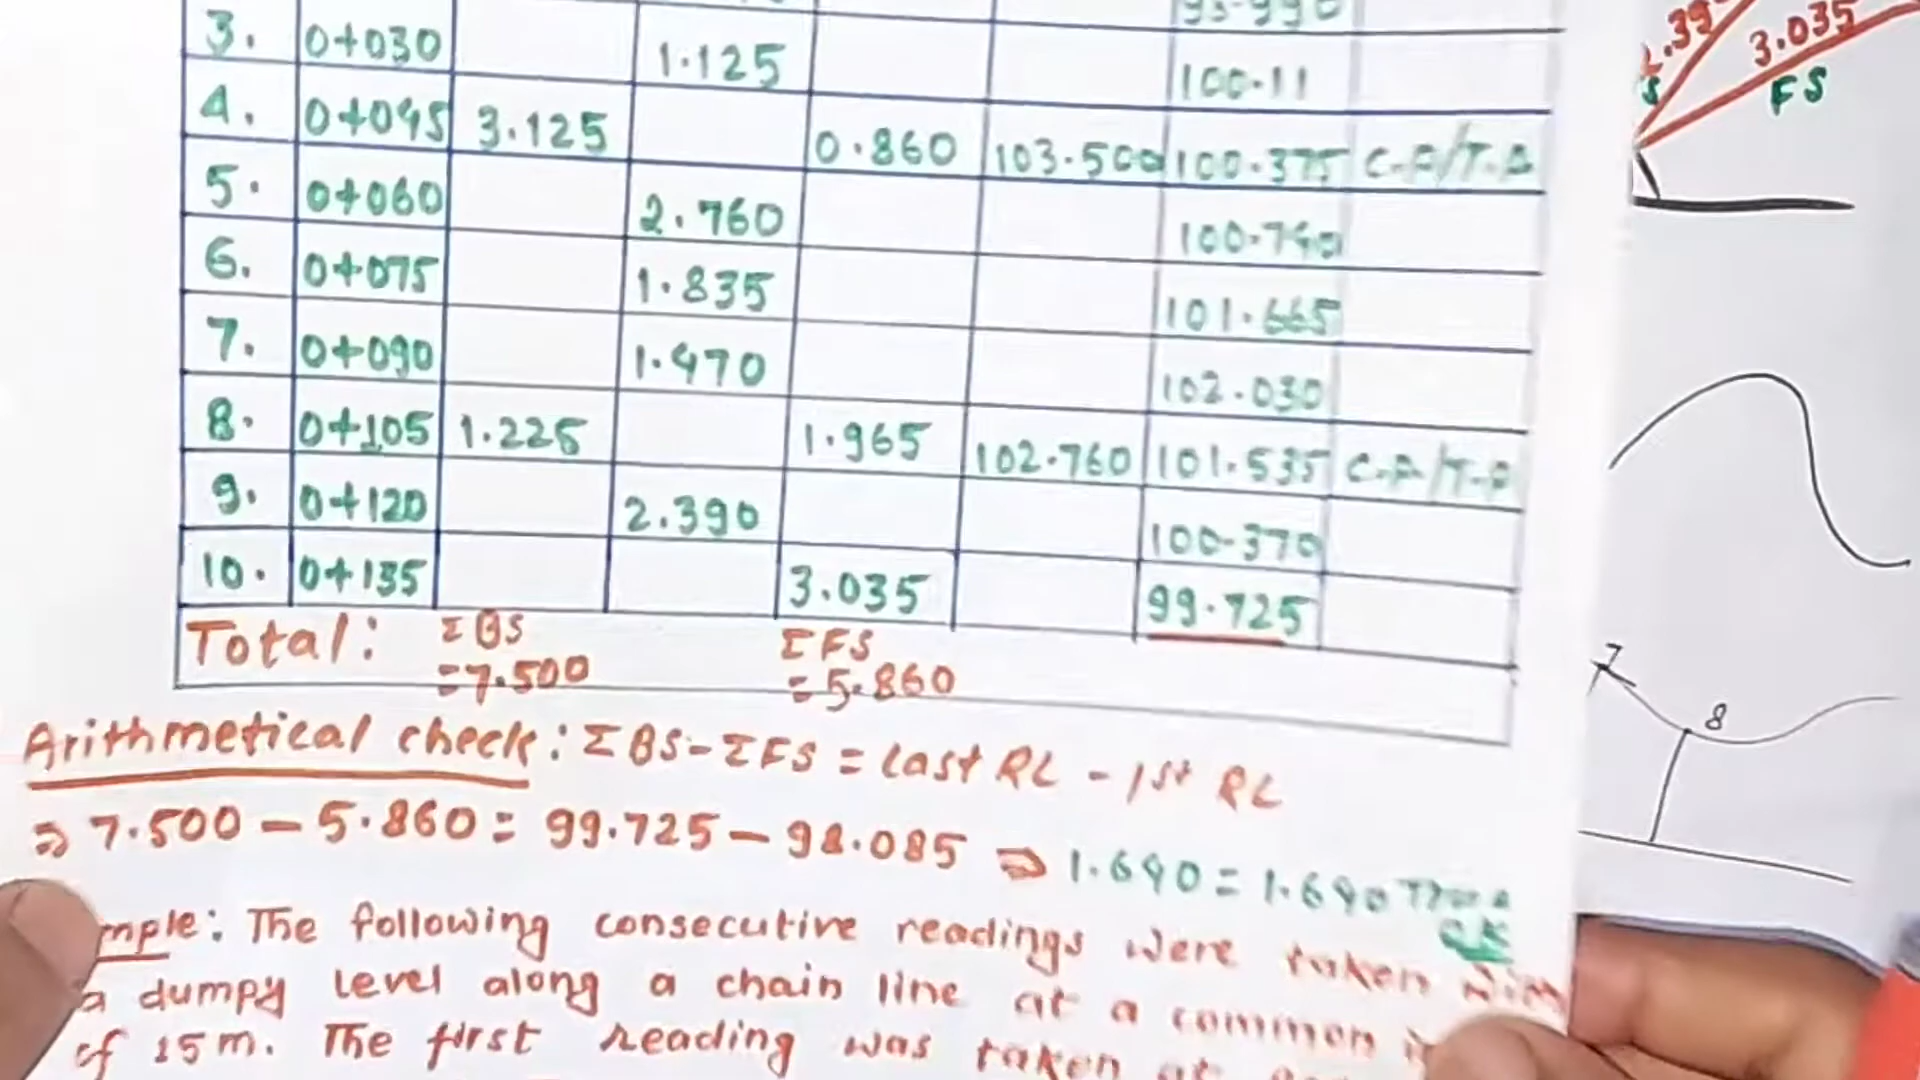 3. 0+030 1.125 100.11
4. 0+045 3.125 0.860 103.500 100.375 C.P/T.P
5. 0+060 2.760 100.740
6. 0+075 1.835 101.665
7. 0+090 1.470 102.030
8. 0+105 1.225 1.965 102.760 101.535 C.P/T.P
9. 0+120 2.390 100.370
10. 0+135 3.035 99.725
Total: ΣBS ΣFS
=7.500 =5.860
Arithmetical check: ΣBS-ΣFS = Last RL - 1st RL
⇒ 7.500 - 5.860 = 99.725 - 98.085 ⇒ 1.640 = 1.640
OK
mple: The following consecutive readings were taken with
a dumpy level along a chain line at a common
of 15m. The first reading was taken at
3.035
FS
7
8